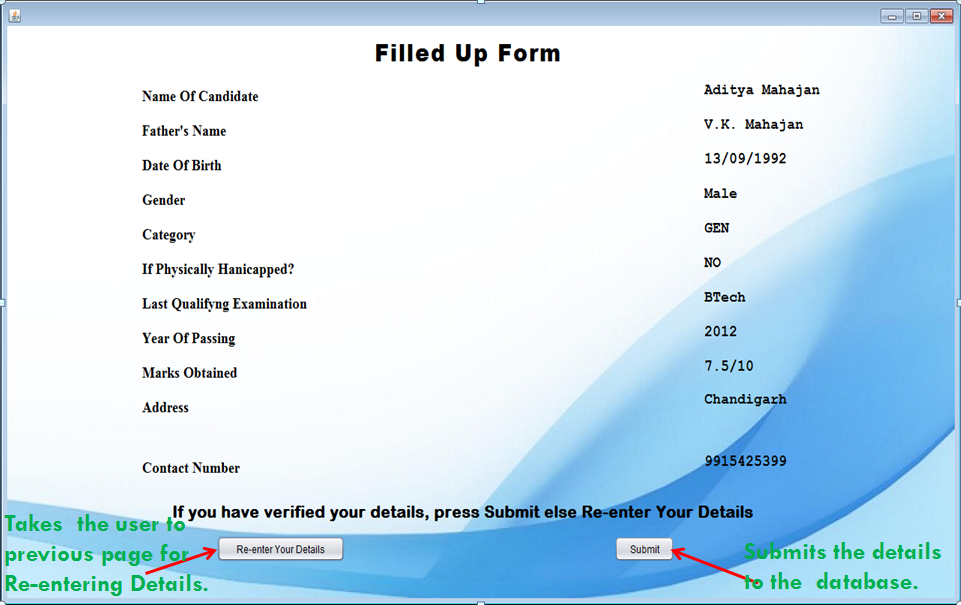 Filled Up Form
Name Of Candidate Aditya Mahajan
Father's Name V.K. Mahajan
Date Of Birth 13/09/1992
Gender Male
Category GEN
If Physically Hanicapped? NO
Last Qualifyng Examination BTech
Year Of Passing 2012
Marks Obtained 7.5/10
Address Chandigarh
Contact Number 9915425399
If you have verified your details, press Submit else Re-enter Your Details
Takes the user to
previous page for
Re-entering Details.
Re-enter Your Details
Submit
Submits the details
to the database.